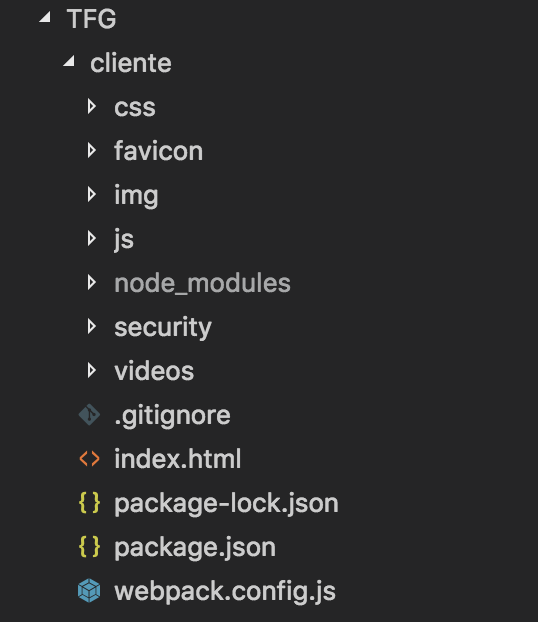 TFG
cliente
css
favicon
img
js
node_modules
security
videos
.gitignore
index.html
package-lock.json
package.json
webpack.config.js